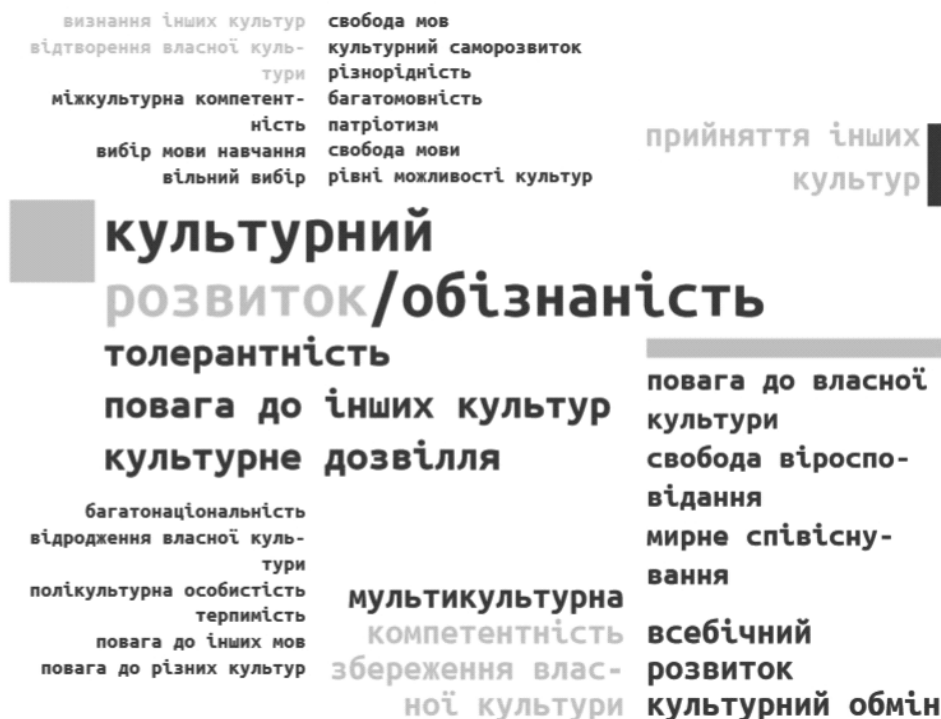 визнання інших культур
відтворення власної куль-
тури
міжкультурна компетент-
ність
вибір мови навчання
вільний вибір
свобода мов
культурний саморозвиток
різнорідність
багатомовність
патріотизм
свобода мови
рівні можливості культур
прийняття інших
культур
культурний
розвиток/обізнаність
толерантність
повага до інших культур
культурне дозвілля
повага до власної
культури
свобода віроспо-
відання
мирне співісну-
вання
багатонаціональність
відродження власної куль-
тури
полікультурна особистість
терпимість
повага до інших мов
повага до різних культур
мультикультурна
компетентність
збереження влас-
ної культури
всебічний
розвиток
культурний обмін